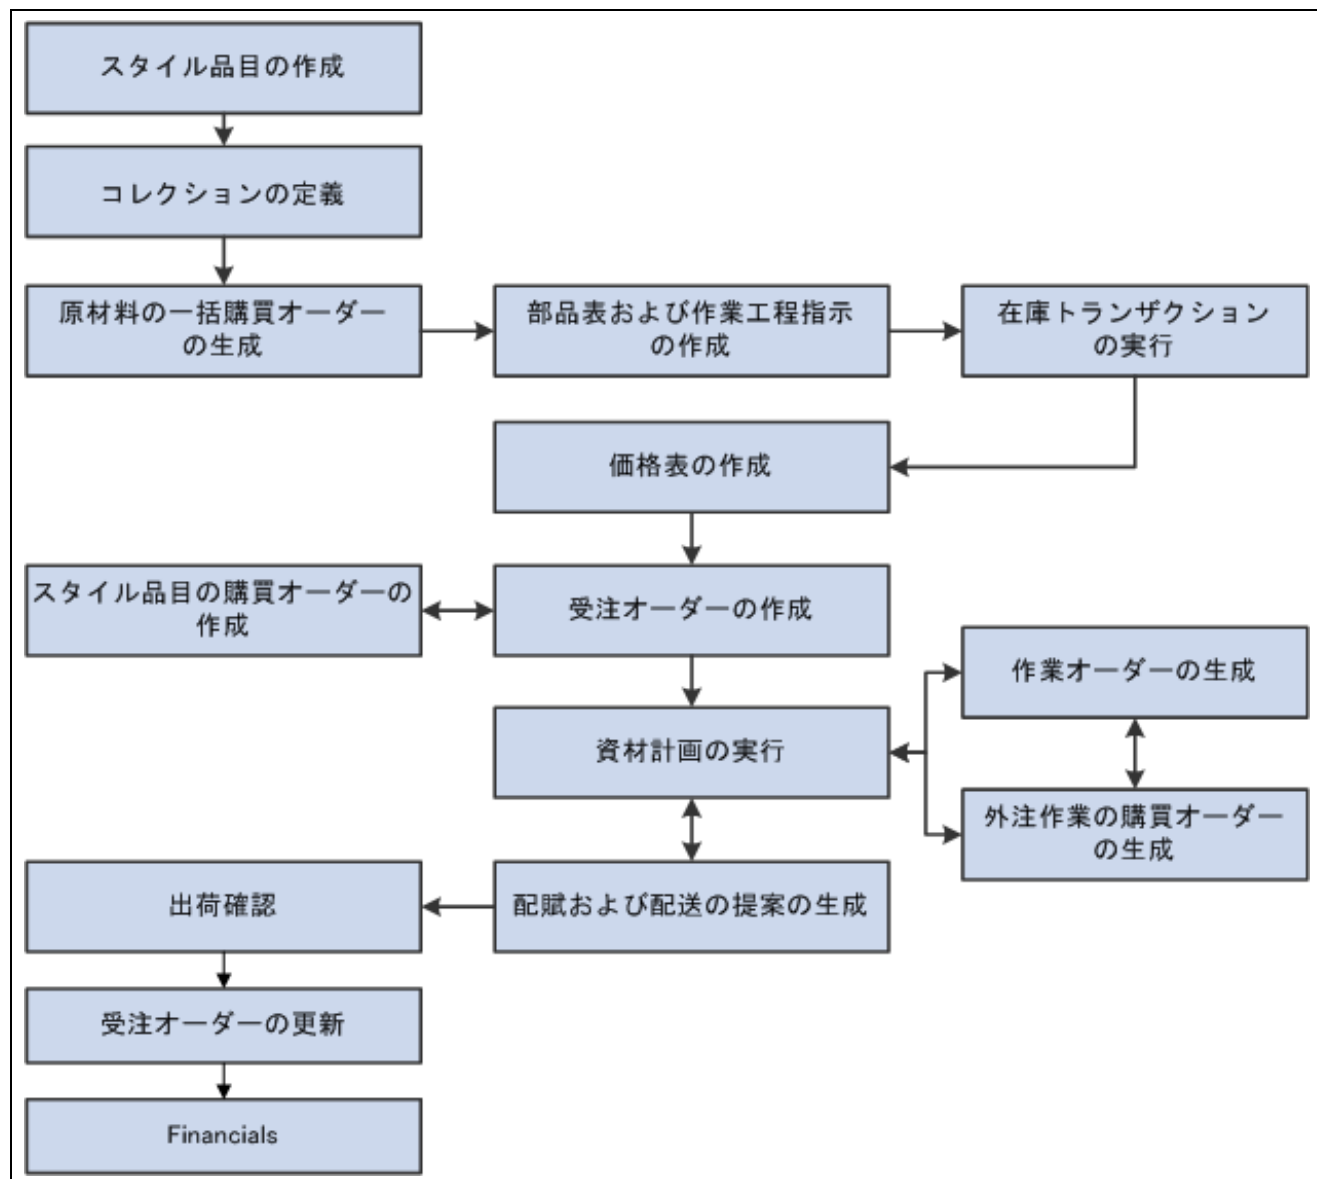 スタイル品目の作成
コレクションの定義
原材料の一括購買オーダー
の生成
部品表および作業工程指示
の作成
在庫トランザクション
の実行
価格表の作成
スタイル品目の購買オーダーの
作成
受注オーダーの作成
作業オーダーの生成
資材計画の実行
外注作業の購買オーダー
の生成
出荷確認
配賦および配送の提案の生成
受注オーダーの更新
Financials